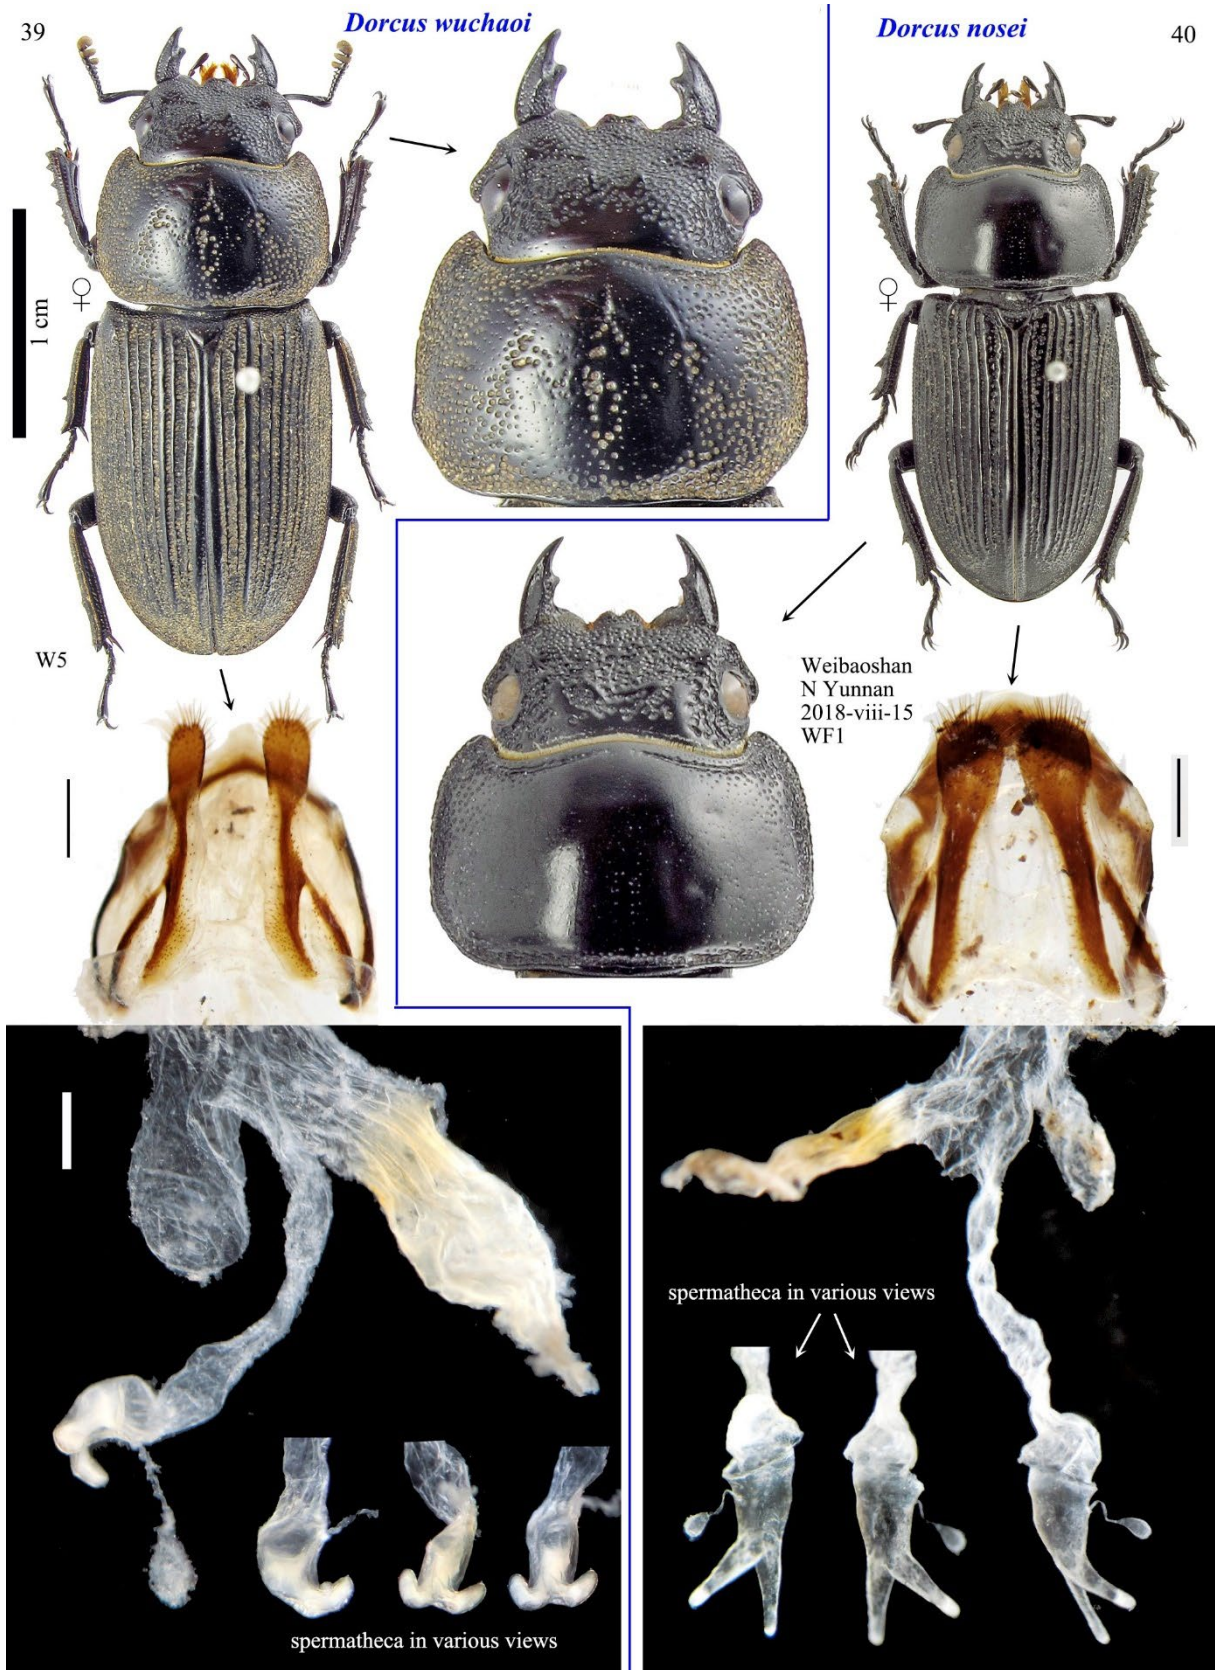 39
Dorcus wuchaoi
Dorcus nosei
40
♀
1 cm
♀
W5
Weibaoshan
N Yunnan
2018-viii-15
WF1
spermatheca in various views
spermatheca in various views